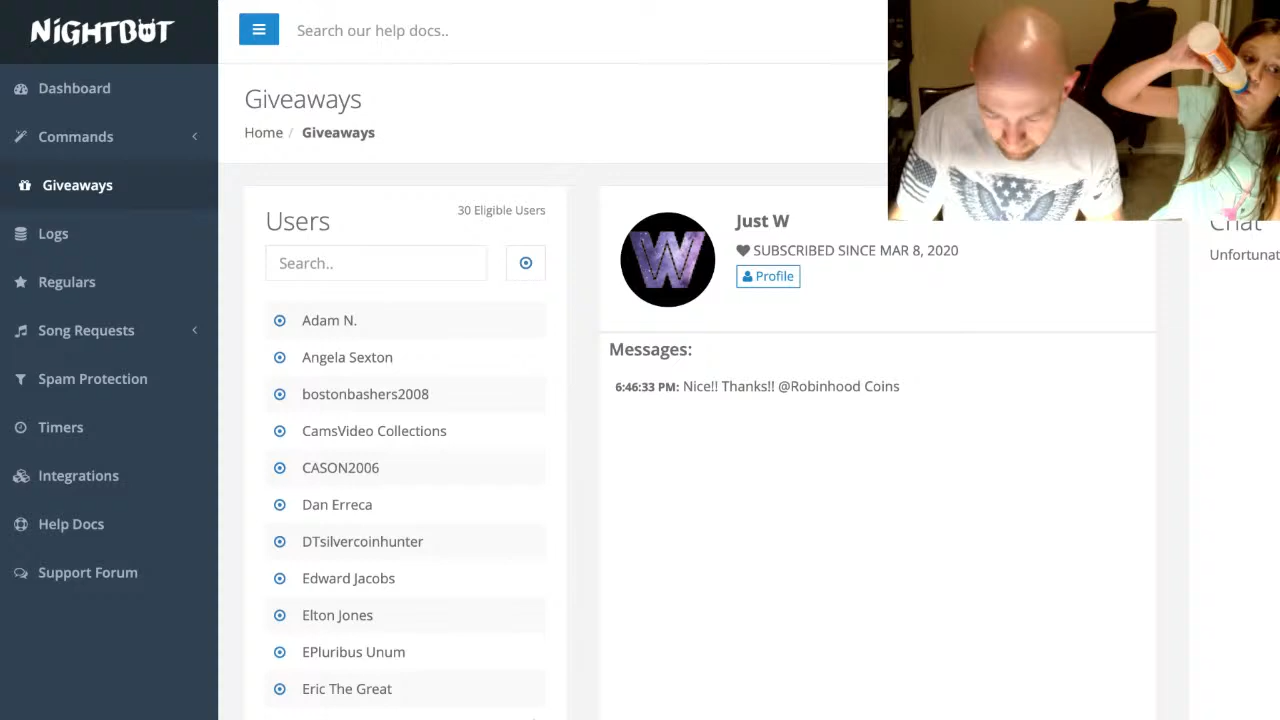 NiGHTBOT
Search our help docs..
Dashboard
Commands
Giveaways
Logs
Regulars
Song Requests
Spam Protection
Timers
Integrations
Help Docs
Support Forum
Giveaways
Home / Giveaways
Users
30 Eligible Users
Search..
Adam N.
Angela Sexton
bostonbashers2008
CamsVideo Collections
CASON2006
Dan Erreca
DTsilvercoinhunter
Edward Jacobs
Elton Jones
EPluribus Unum
Eric The Great
W
Just W
SUBSCRIBED SINCE MAR 8, 2020
Profile
Messages:
6:46:33 PM: Nice!! Thanks!! @Robinhood Coins
Chat
Unfortunat